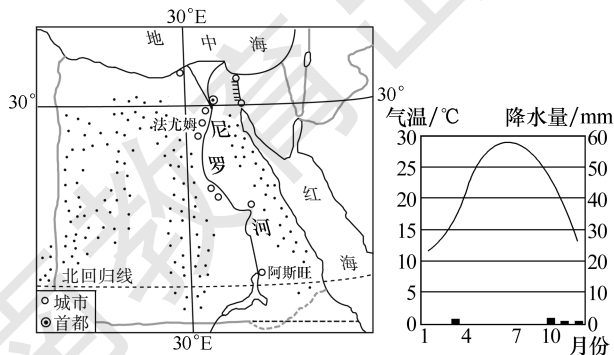 30°E
地 中 海
30°
30°
法尤姆
尼
罗
河
红
海
北回归线
阿斯旺
城市
首都
30°E
气温/℃ 降水量/mm
30 60
25 50
20 40
15 30
10 20
5 10
0 0
1 4 7 10 月份